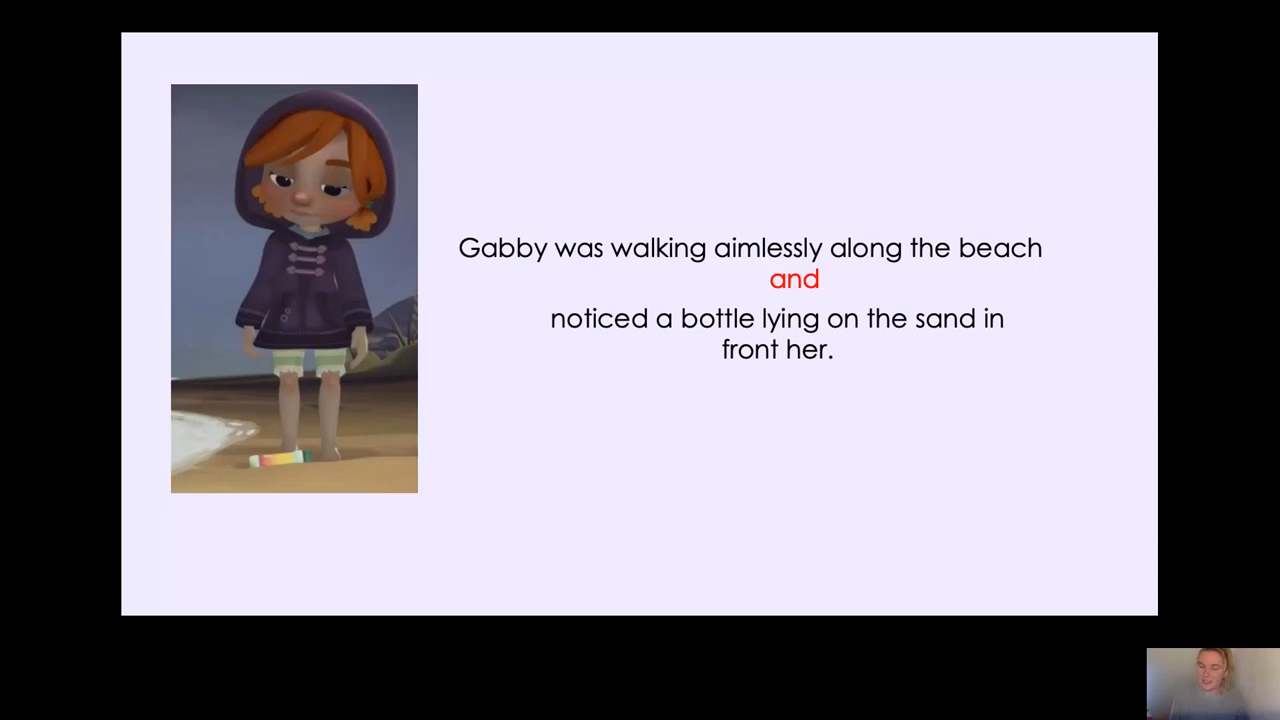 Gabby was walking aimlessly along the beach
and
noticed a bottle lying on the sand in
front her.